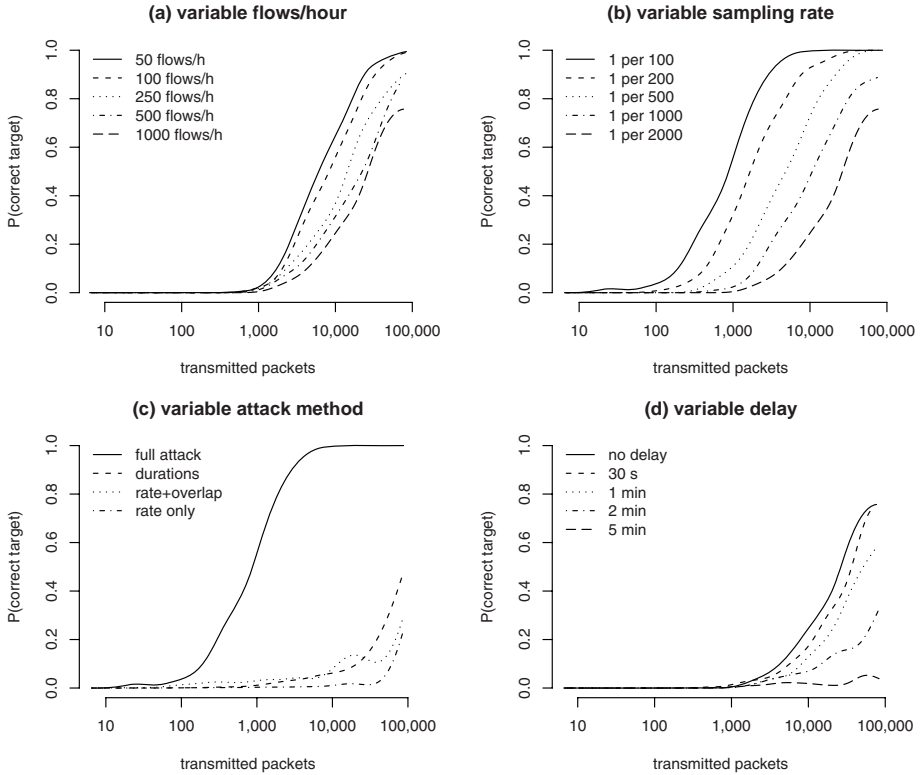 (a) variable flows/hour
P(correct target)
0.0 0.2 0.4 0.6 0.8 1.0
50 flows/h
100 flows/h
250 flows/h
500 flows/h
1000 flows/h
10 100 1,000 10,000 100,000
transmitted packets
(b) variable sampling rate
P(correct target)
0.0 0.2 0.4 0.6 0.8 1.0
1 per 100
1 per 200
1 per 500
1 per 1000
1 per 2000
10 100 1,000 10,000 100,000
transmitted packets
(c) variable attack method
P(correct target)
0.0 0.2 0.4 0.6 0.8 1.0
full attack
durations
rate+overlap
rate only
10 100 1,000 10,000 100,000
transmitted packets
(d) variable delay
P(correct target)
0.0 0.2 0.4 0.6 0.8 1.0
no delay
30 s
1 min
2 min
5 min
10 100 1,000 10,000 100,000
transmitted packets